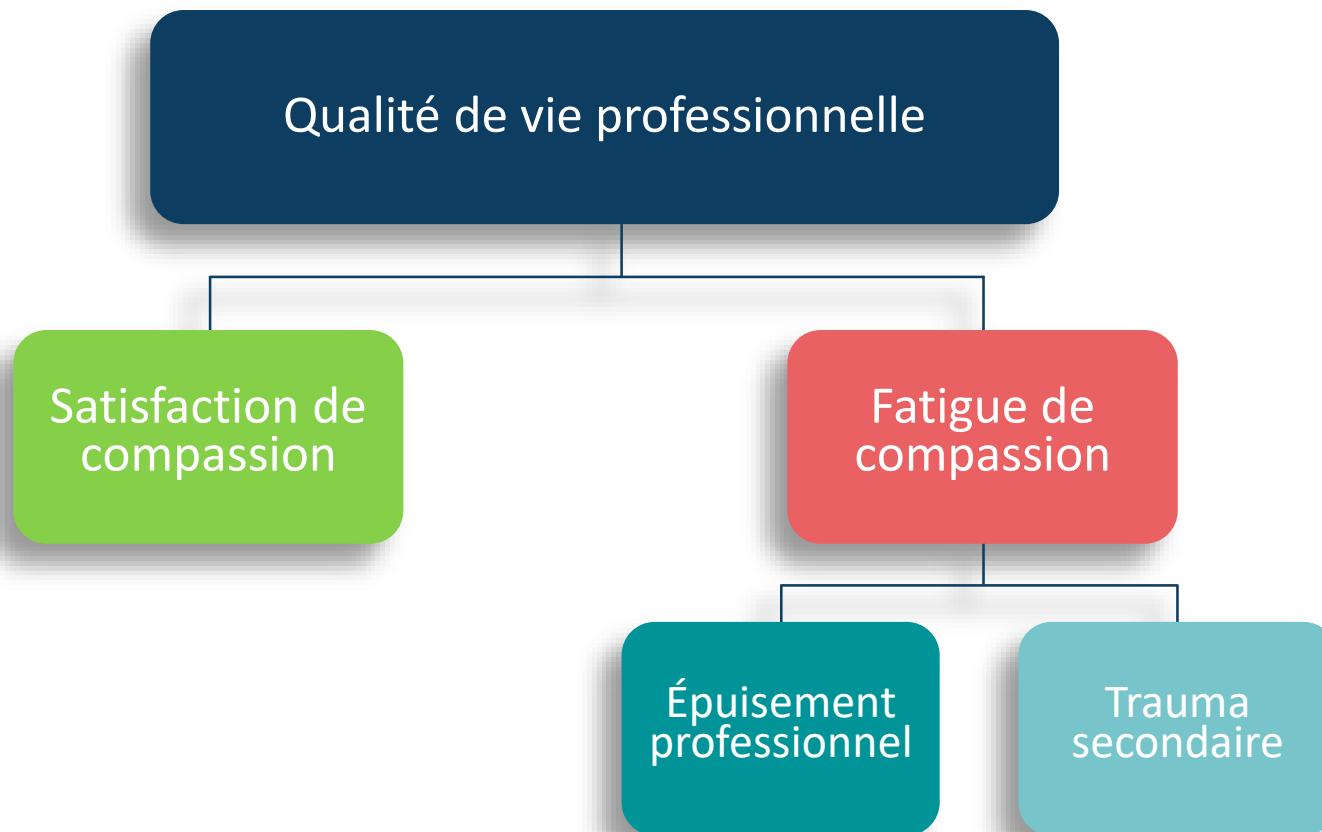 Qualité de vie professionnelle
Satisfaction de
compassion
Fatigue de
compassion
Épuisement
professionnel
Trauma
secondaire